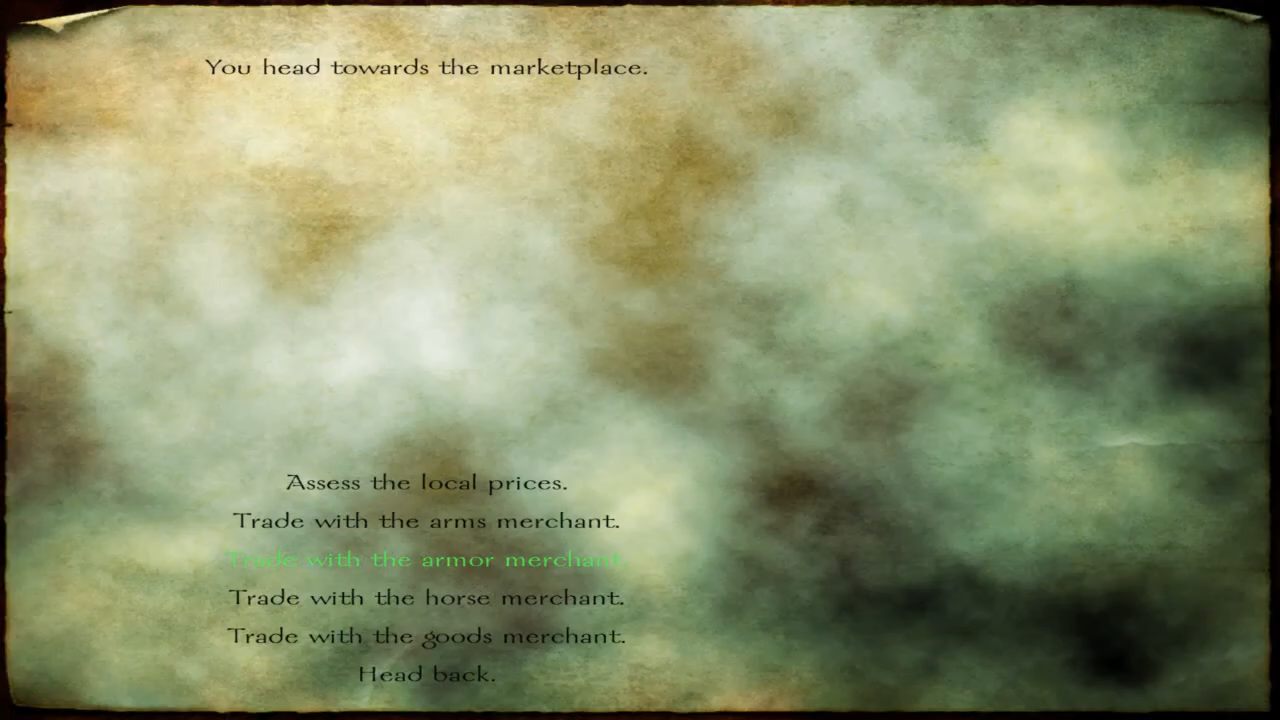 You head towards the marketplace.
Assess the local prices.
Trade with the arms merchant.
Trade with the armor merchant.
Trade with the horse merchant.
Trade with the goods merchant.
Head back.